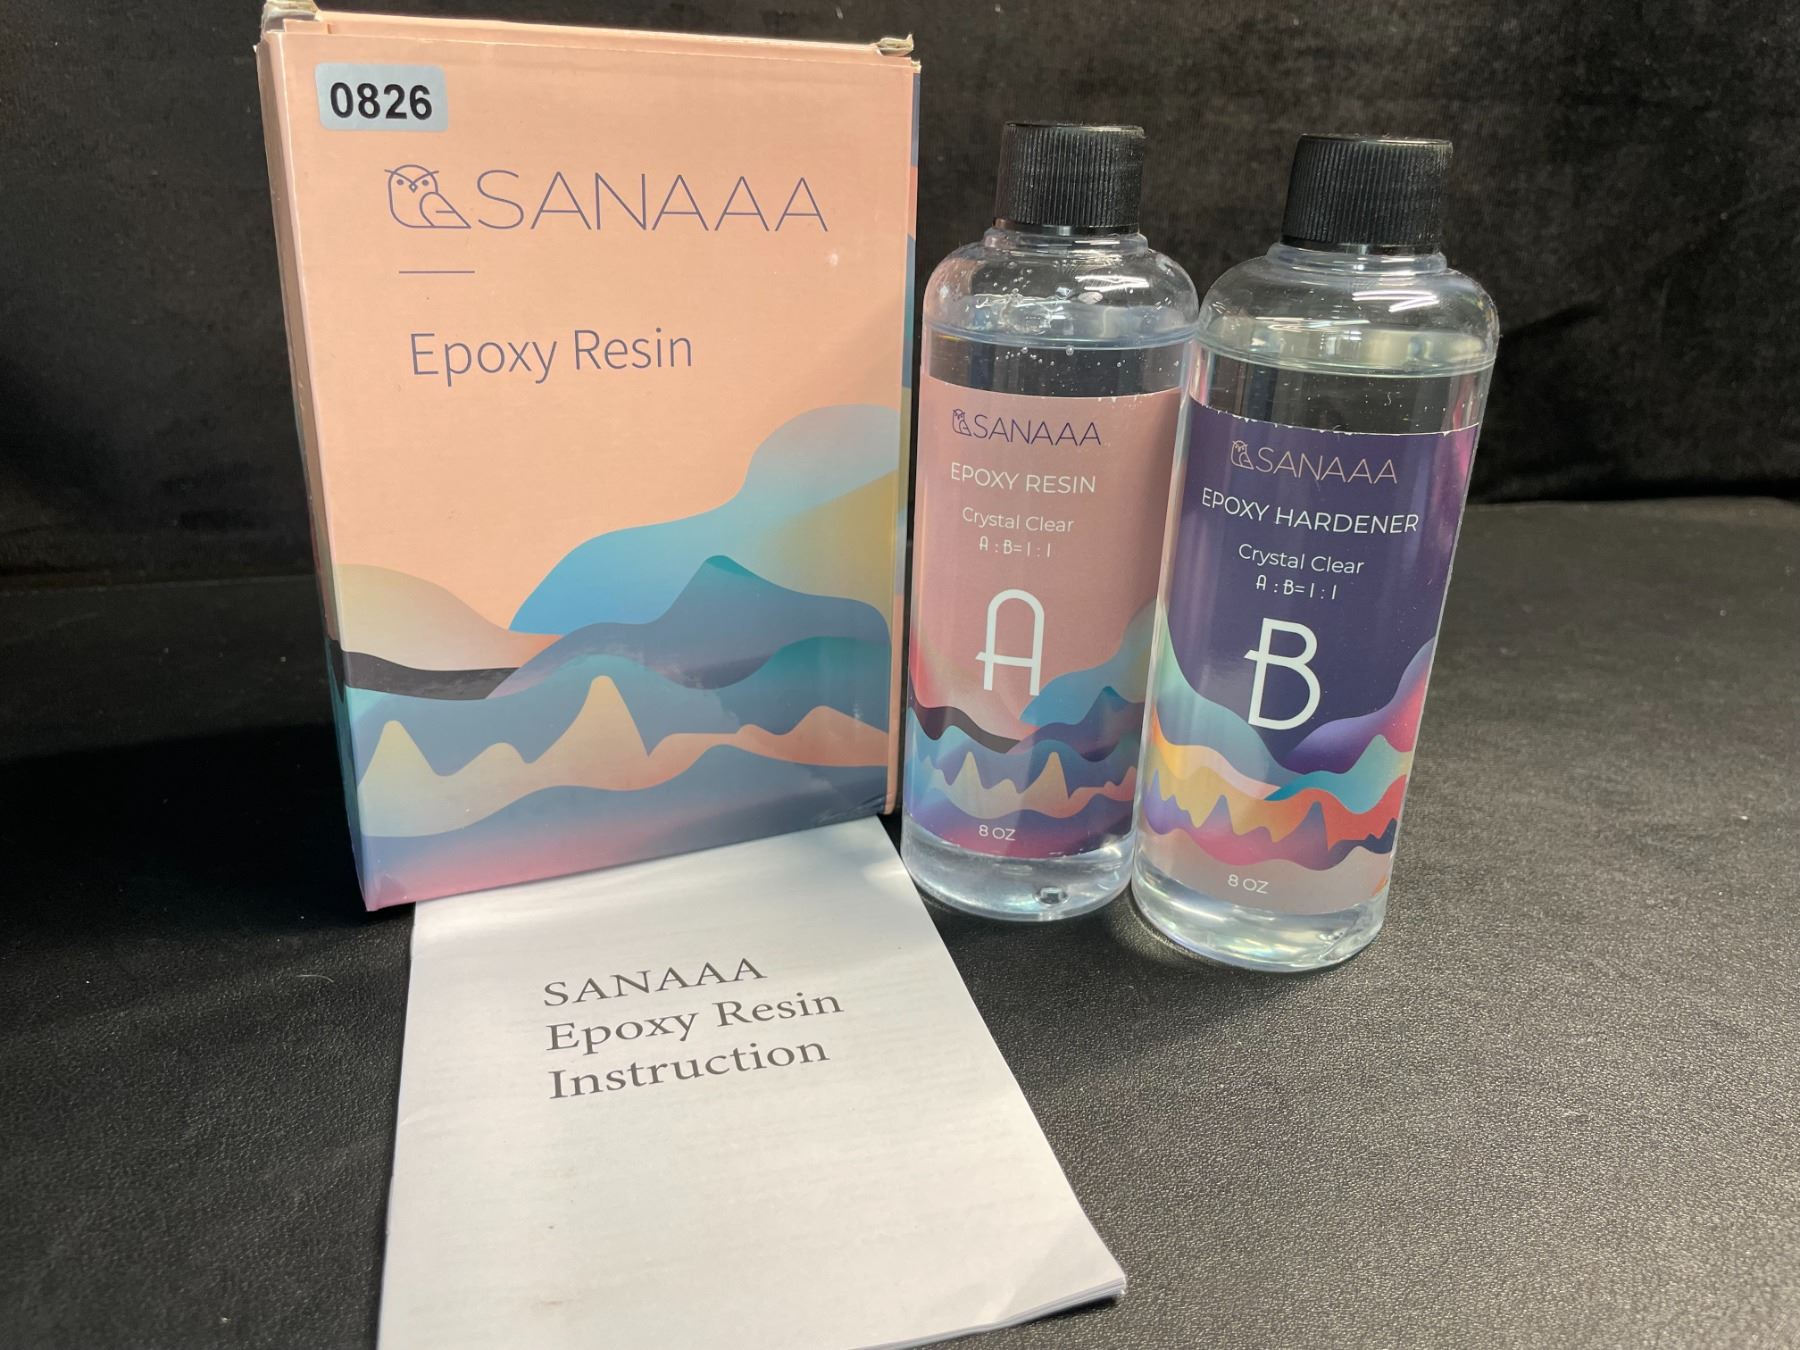 0826
SANAAA
Epoxy Resin
SANAAA
EPOXY RESIN
Crystal Clear
A:B=1:1
A
8 OZ
SANAAA
EPOXY HARDENER
Crystal Clear
A:B=1:1
B
8 OZ
SANAAA
Epoxy Resin
Instruction